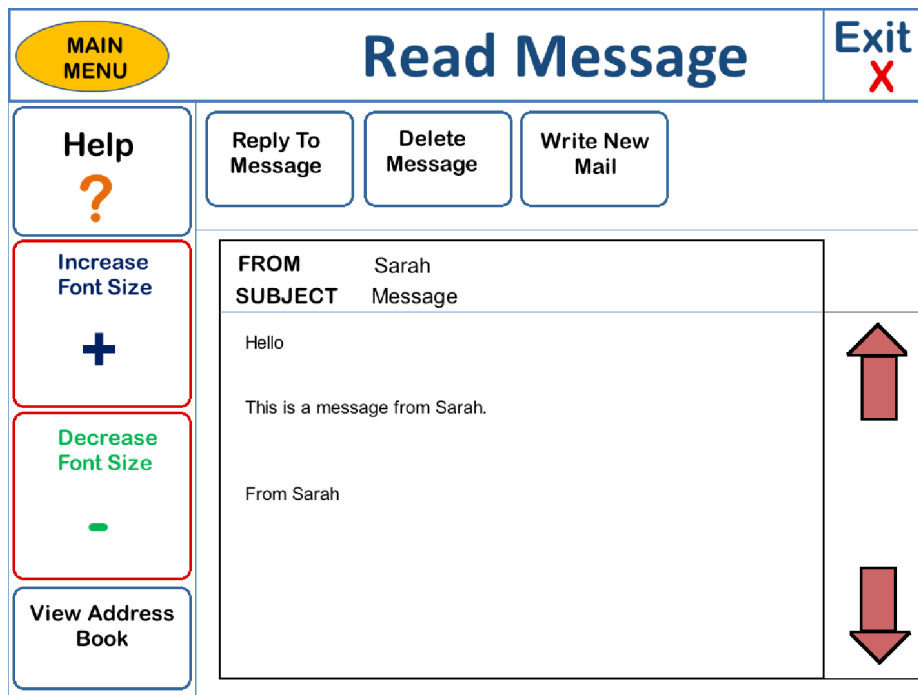 MAIN
MENU
Read Message
Exit
X
Help
?
Reply To
Message
Delete
Message
Write New
Mail
Increase
Font Size
+
Decrease
Font Size
-
View Address
Book
FROM Sarah
SUBJECT Message
Hello
This is a message from Sarah.
From Sarah